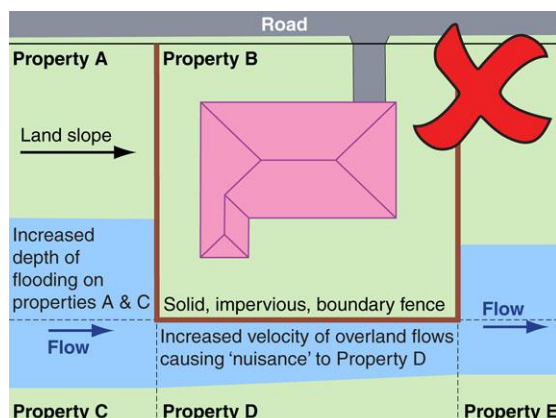 Road
Property A
Property B
Land slope
Increased
depth of
flooding on
properties A & C
Solid, impervious, boundary fence
Flow
Flow
Increased velocity of overland flows
causing ‘nuisance’ to Property D
Property C
Property D
Property E